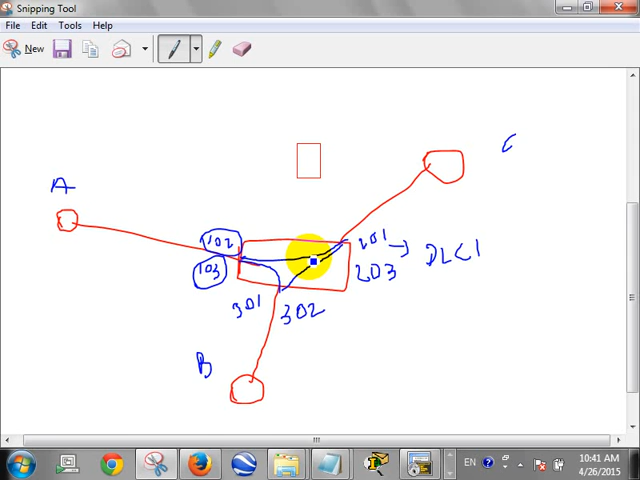 Snipping Tool
File Edit Tools Help
New
A
102
103
201
203
DLCI
301
302
B
EN
10:41 AM
4/26/2015